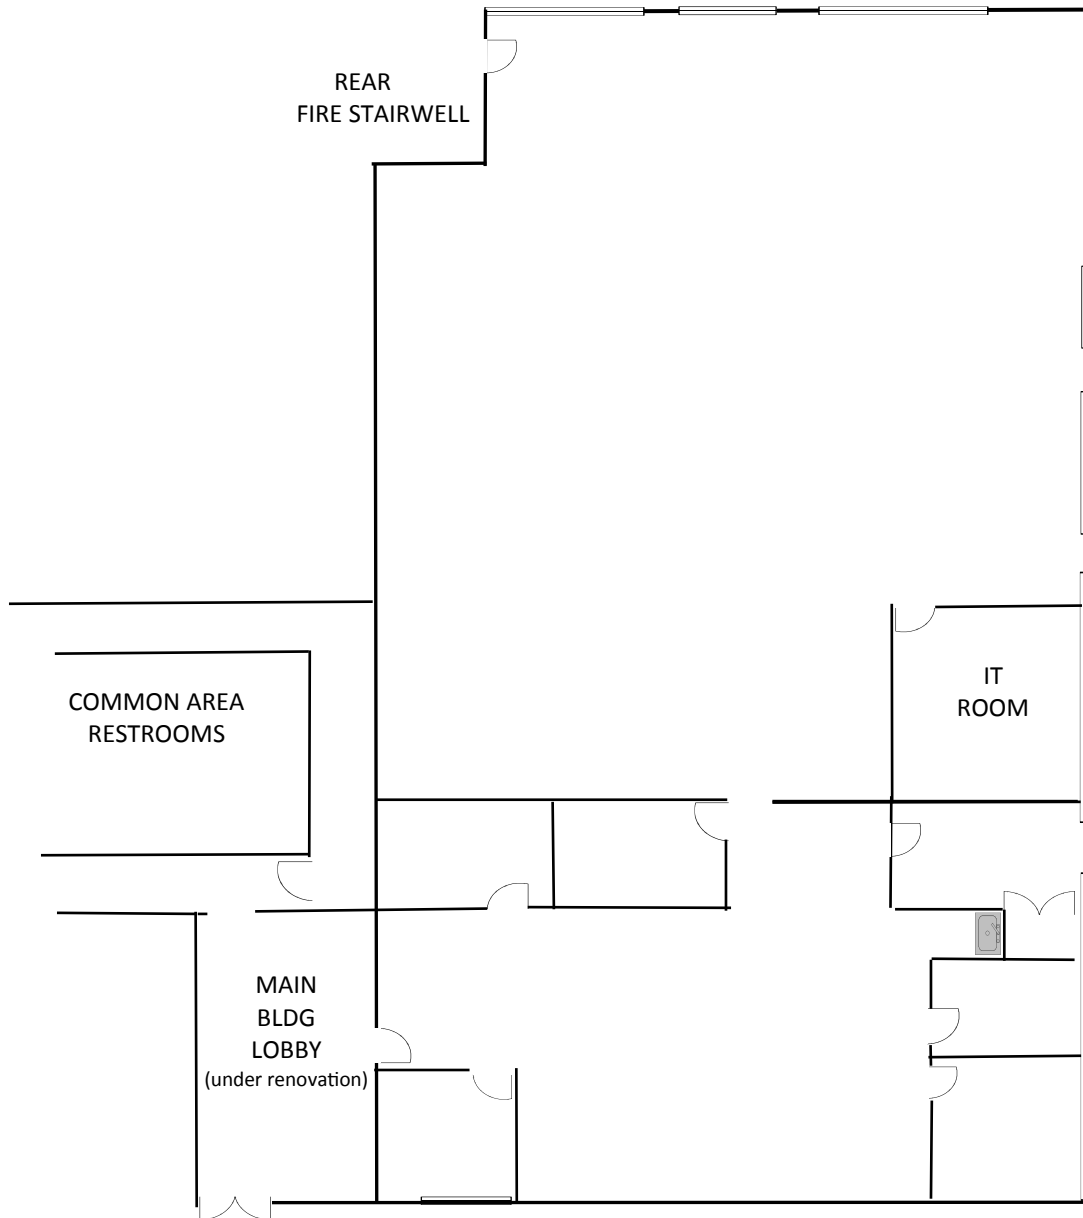 REAR
FIRE STAIRWELL
IT
ROOM
COMMON AREA
RESTROOMS
MAIN
BLDG
LOBBY
(under renovation)